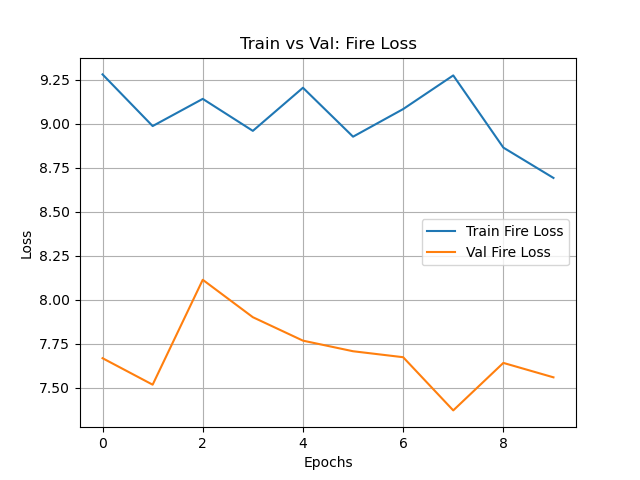 Train vs Val: Fire Loss
9.25
9.00
8.75
8.50
8.25
8.00
7.75
7.50
Loss
Train Fire Loss
Val Fire Loss
0
2
4
6
8
Epochs